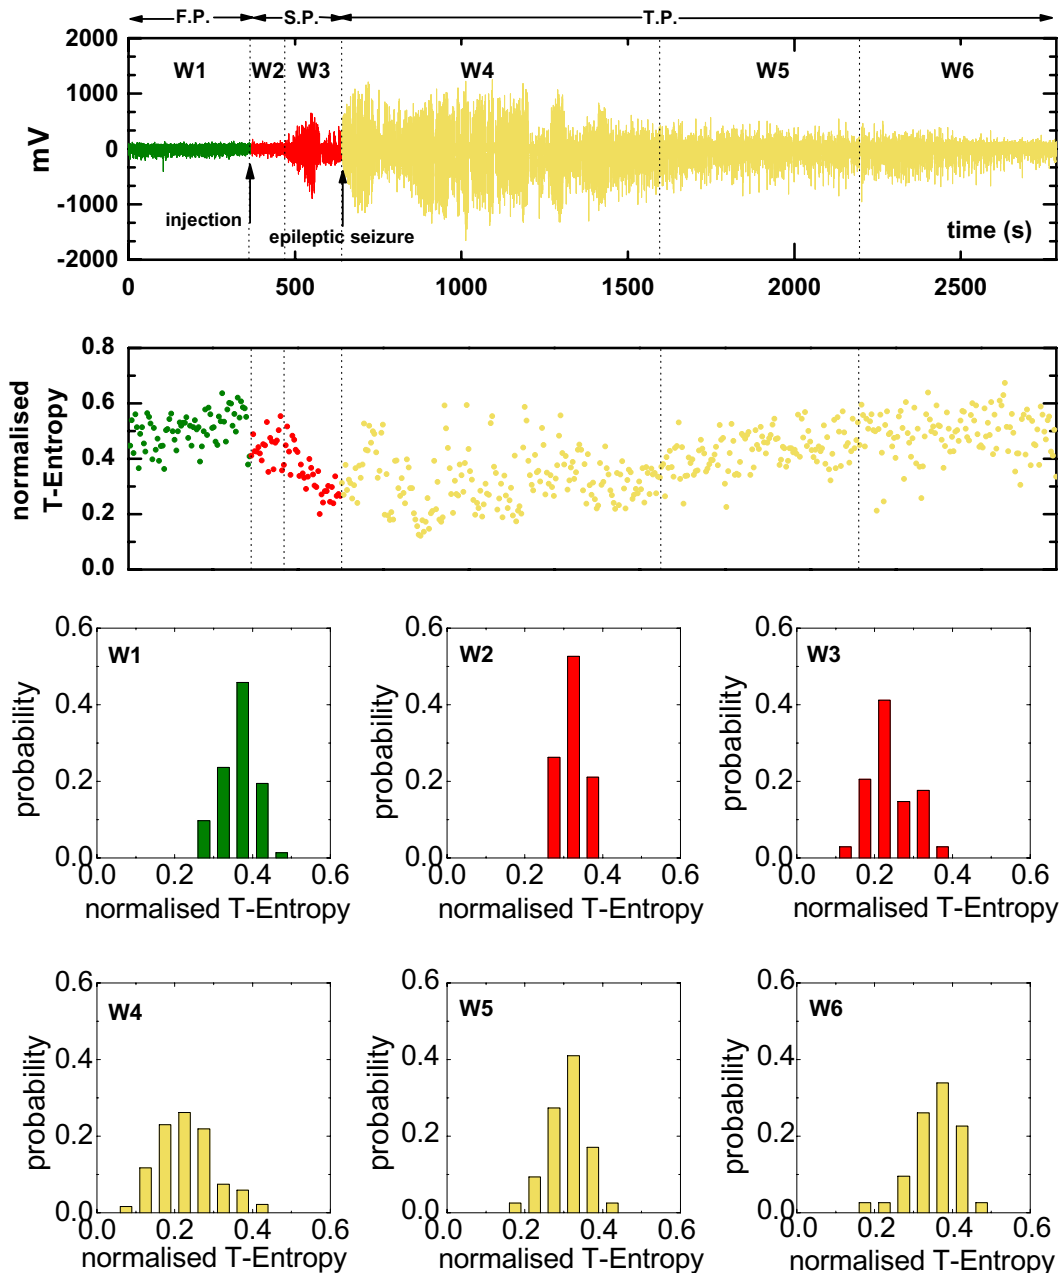 F.P. S.P. T.P.
2000
1000
0
-1000
-2000
mV
W1 W2 W3 W4 W5 W6
injection
epileptic seizure
time (s)
0 500 1000 1500 2000 2500
0.8
0.6
0.4
0.2
0.0
normalised
T-Entropy
W1
probability
0.6
0.4
0.2
0.0
0.0 0.2 0.4 0.6
normalised T-Entropy
W2
probability
0.6
0.4
0.2
0.0
0.0 0.2 0.4 0.6
normalised T-Entropy
W3
probability
0.6
0.4
0.2
0.0
0.0 0.2 0.4 0.6
normalised T-Entropy
W4
probability
0.6
0.4
0.2
0.0
0.0 0.2 0.4 0.6
normalised T-Entropy
W5
probability
0.6
0.4
0.2
0.0
0.0 0.2 0.4 0.6
normalised T-Entropy
W6
probability
0.6
0.4
0.2
0.0
0.0 0.2 0.4 0.6
normalised T-Entropy